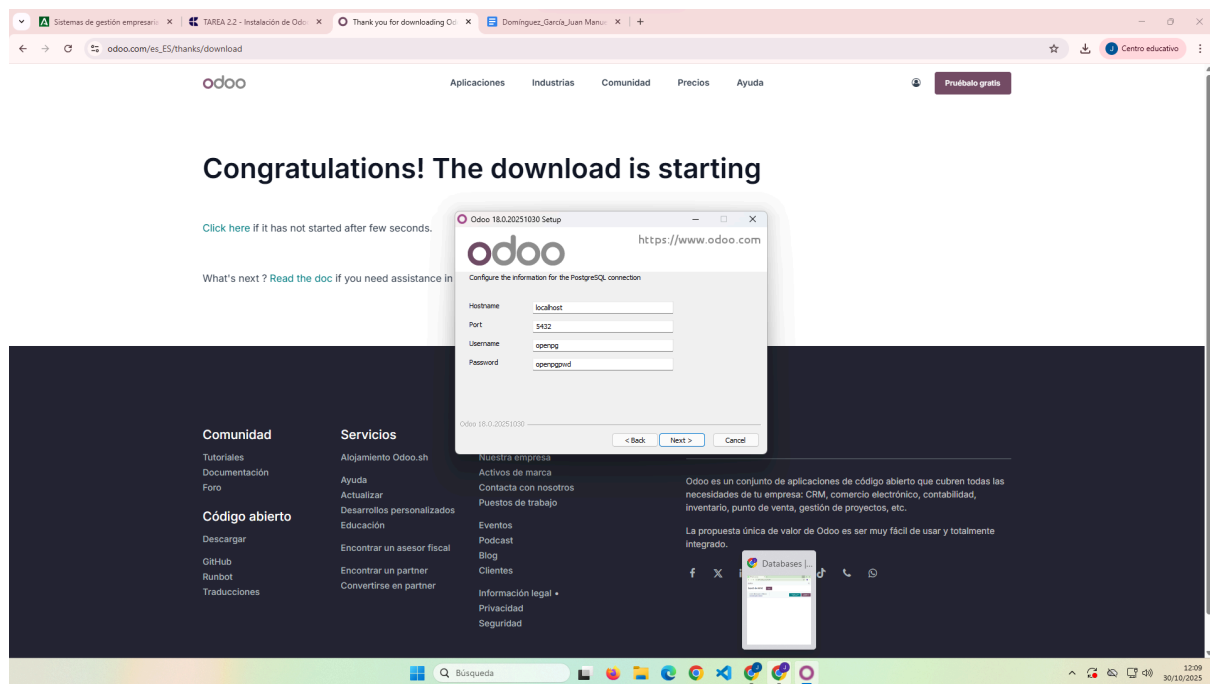 Sistemas de gestión empresaria
TAREA 2.2 - Instalación de Odo
Thank you for downloading Od
Domínguez_García_Juan Manue
odoo.com/es_ES/thanks/download
Centro educativo
odoo
Aplicaciones
Industrias
Comunidad
Precios
Ayuda
Pruébalo gratis
Congratulations! The download is starting
Click here if it has not started after few seconds.
What's next ? Read the doc if you need assistance in
Odoo 18.0.20251030 Setup
odoo
https://www.odoo.com
Configure the information for the PostgreSQL connection
Hostname
localhost
Port
5432
Username
openpg
Password
openpgpwd
Odoo 18.0.20251030
< Back
Next >
Cancel
Comunidad
Tutoriales
Documentación
Foro
Código abierto
Descargar
GitHub
Runbot
Traducciones
Servicios
Alojamiento Odoo.sh
Ayuda
Actualizar
Desarrollos personalizados
Educación
Encontrar un asesor fiscal
Encontrar un partner
Convertirse en partner
Nuestra empresa
Activos de marca
Contacta con nosotros
Puestos de trabajo
Eventos
Podcast
Blog
Clientes
Información legal •
Privacidad
Seguridad
Odoo es un conjunto de aplicaciones de código abierto que cubren todas las
necesidades de tu empresa: CRM, comercio electrónico, contabilidad,
inventario, punto de venta, gestión de proyectos, etc.
La propuesta única de valor de Odoo es ser muy fácil de usar y totalmente
integrado.
Databases |...
Búsqueda
12:09
30/10/2025